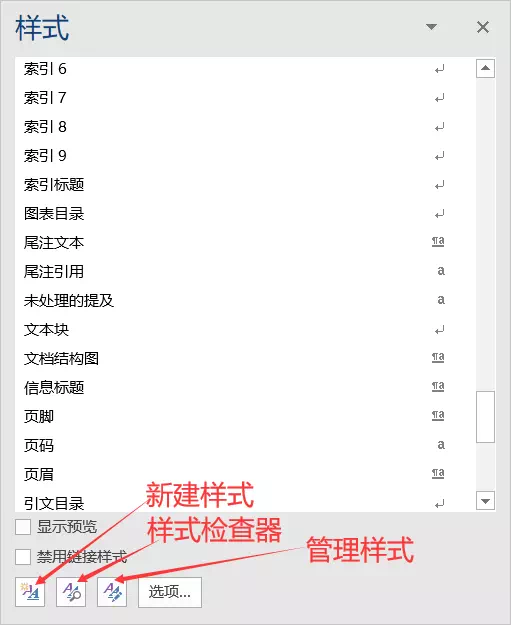 样式
索引 6
索引 7
索引 8
索引 9
索引标题
图表目录
尾注文本
尾注引用
a
未处理的提及
a
文本块
文档结构图
信息标题
页脚
页码
a
页眉
引文目录
新建样式
显示预览
样式检查器
管理样式
禁用链接样式
选项...